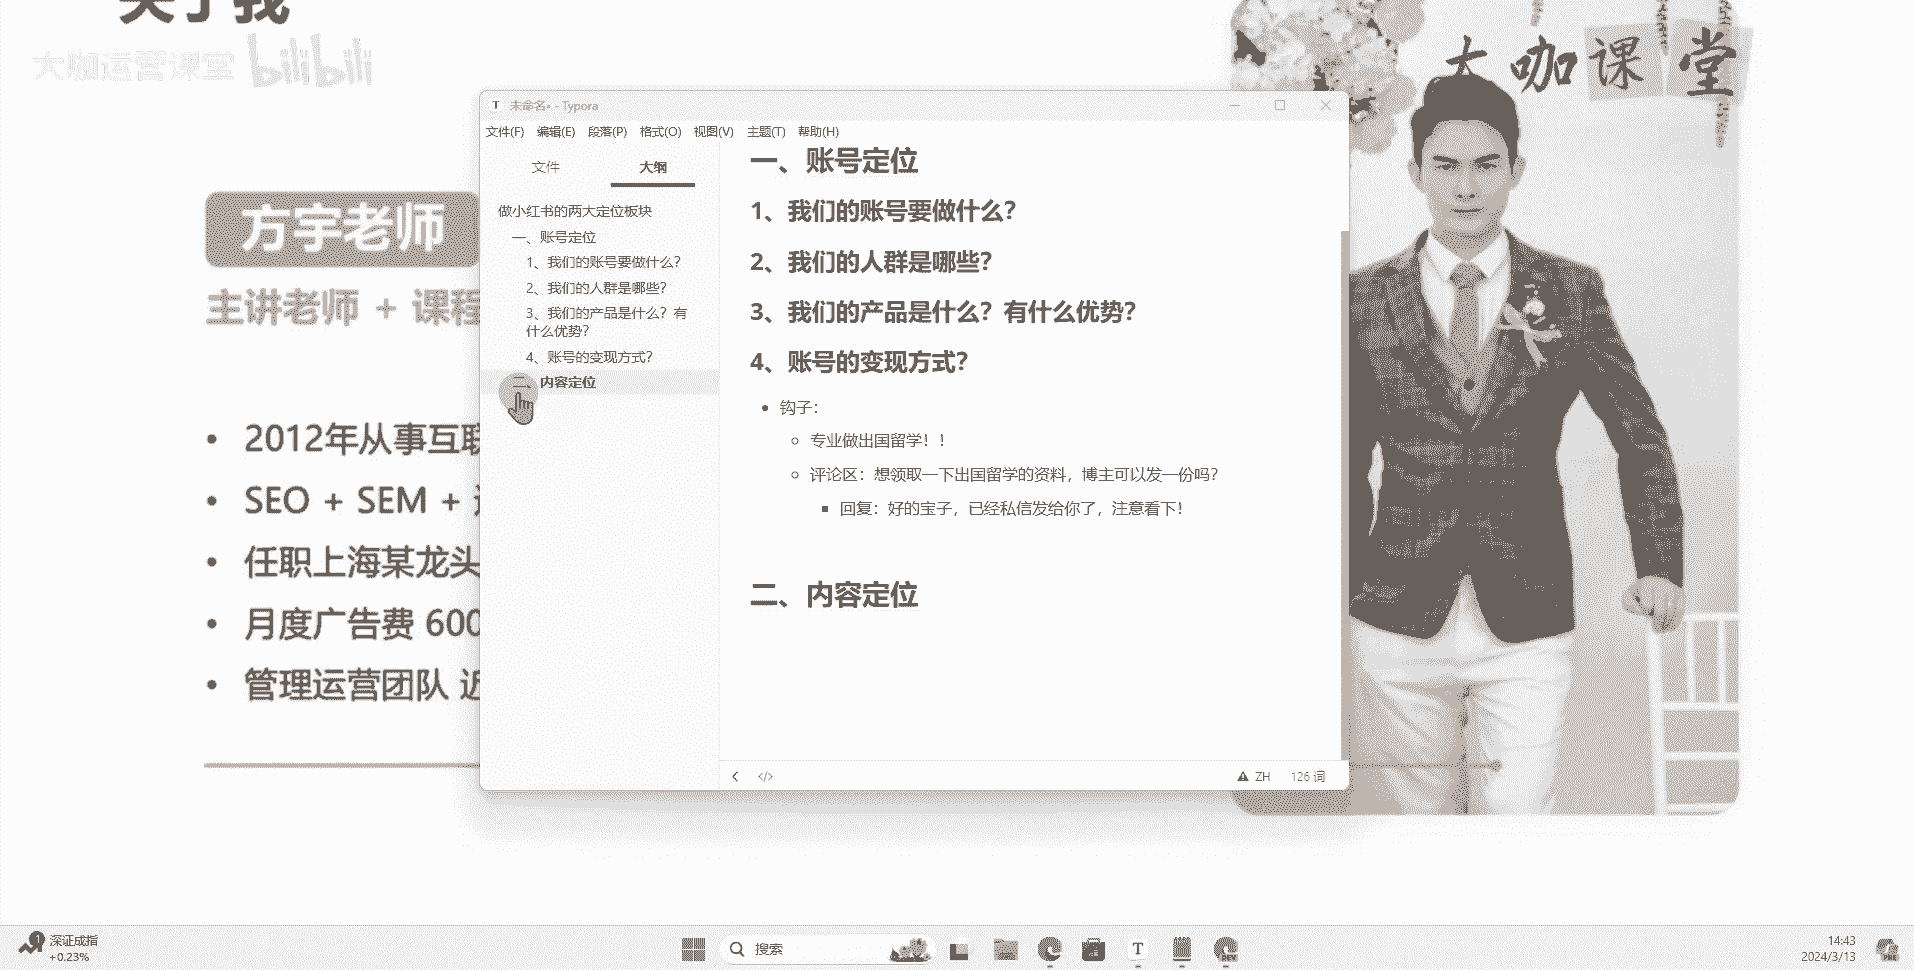 关于我
大咖运营课堂 bilibili
大咖课堂
方宇老师
主讲老师 + 课程
2012年从事互联
SEO + SEM +
任职上海某龙头
月度广告费 600
管理运营团队 近
未命名• - Typora
文件(F) 编辑(E) 段落(P) 格式(O) 视图(V) 主题(T) 帮助(H)
文件 大纲
做小红书的两大定位板块
一、账号定位
1、我们的账号要做什么？
2、我们的人群是哪些？
3、我们的产品是什么？有
什么优势？
4、账号的变现方式？
二、内容定位
一、账号定位
1、我们的账号要做什么？
2、我们的人群是哪些？
3、我们的产品是什么？有什么优势？
4、账号的变现方式？
钩子：
专业做出国留学！！
评论区：想领取一下出国留学的资料，博主可以发一份吗？
回复：好的宝子，已经私信发给你了，注意看下！
二、内容定位
ZH 126 词
1
深证成指
+0.23%
搜索
T
DEV
14:43
2024/3/13
PRE